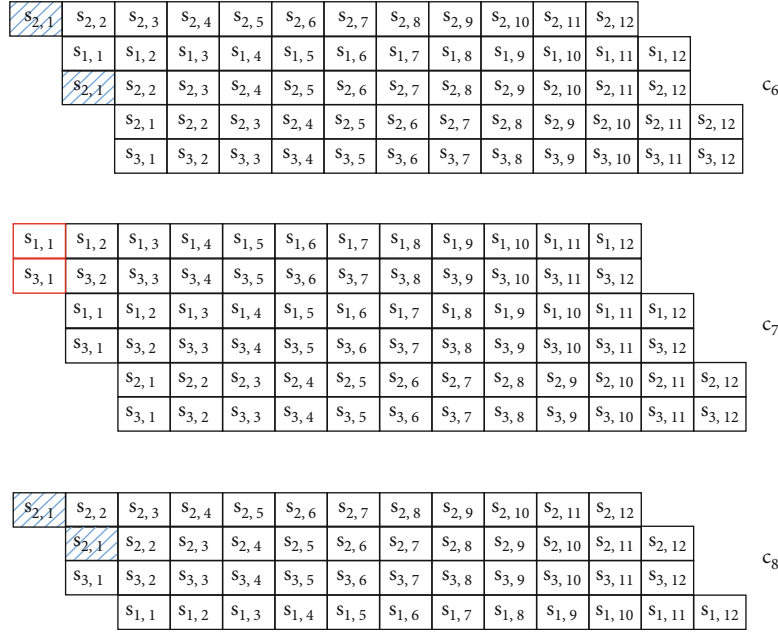 s2, 1 s2, 2 s2, 3 s2, 4 s2, 5 s2, 6 s2, 7 s2, 8 s2, 9 s2, 10 s2, 11 s2, 12
s1, 1 s1, 2 s1, 3 s1, 4 s1, 5 s1, 6 s1, 7 s1, 8 s1, 9 s1, 10 s1, 11 s1, 12
s2, 1 s2, 2 s2, 3 s2, 4 s2, 5 s2, 6 s2, 7 s2, 8 s2, 9 s2, 10 s2, 11 s2, 12 c6
s2, 1 s2, 2 s2, 3 s2, 4 s2, 5 s2, 6 s2, 7 s2, 8 s2, 9 s2, 10 s2, 11 s2, 12
s3, 1 s3, 2 s3, 3 s3, 4 s3, 5 s3, 6 s3, 7 s3, 8 s3, 9 s3, 10 s3, 11 s3, 12
s1, 1 s1, 2 s1, 3 s1, 4 s1, 5 s1, 6 s1, 7 s1, 8 s1, 9 s1, 10 s1, 11 s1, 12
s3, 1 s3, 2 s3, 3 s3, 4 s3, 5 s3, 6 s3, 7 s3, 8 s3, 9 s3, 10 s3, 11 s3, 12
s1, 1 s1, 2 s1, 3 s1, 4 s1, 5 s1, 6 s1, 7 s1, 8 s1, 9 s1, 10 s1, 11 s1, 12 c7
s3, 1 s3, 2 s3, 3 s3, 4 s3, 5 s3, 6 s3, 7 s3, 8 s3, 9 s3, 10 s3, 11 s3, 12
s2, 1 s2, 2 s2, 3 s2, 4 s2, 5 s2, 6 s2, 7 s2, 8 s2, 9 s2, 10 s2, 11 s2, 12
s3, 1 s3, 2 s3, 3 s3, 4 s3, 5 s3, 6 s3, 7 s3, 8 s3, 9 s3, 10 s3, 11 s3, 12
s2, 1 s2, 2 s2, 3 s2, 4 s2, 5 s2, 6 s2, 7 s2, 8 s2, 9 s2, 10 s2, 11 s2, 12
s2, 1 s2, 2 s2, 3 s2, 4 s2, 5 s2, 6 s2, 7 s2, 8 s2, 9 s2, 10 s2, 11 s2, 12
s3, 1 s3, 2 s3, 3 s3, 4 s3, 5 s3, 6 s3, 7 s3, 8 s3, 9 s3, 10 s3, 11 s3, 12 c8
s1, 1 s1, 2 s1, 3 s1, 4 s1, 5 s1, 6 s1, 7 s1, 8 s1, 9 s1, 10 s1, 11 s1, 12